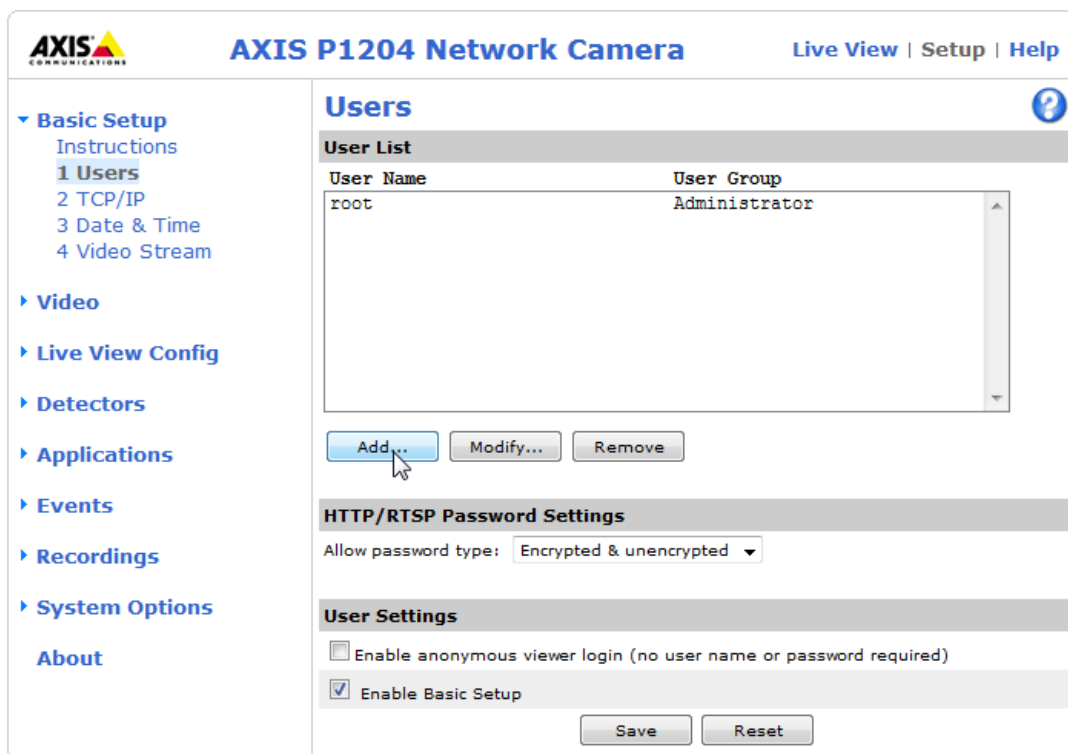 AXIS
COMMUNICATIONS
AXIS P1204 Network Camera
Live View | Setup | Help
Basic Setup
Instructions
1 Users
2 TCP/IP
3 Date & Time
4 Video Stream
Video
Live View Config
Detectors
Applications
Events
Recordings
System Options
About
Users
?
User List
User Name User Group
root Administrator
Add... Modify... Remove
HTTP/RTSP Password Settings
Allow password type: Encrypted & unencrypted
User Settings
Enable anonymous viewer login (no user name or password required)
Enable Basic Setup
Save Reset